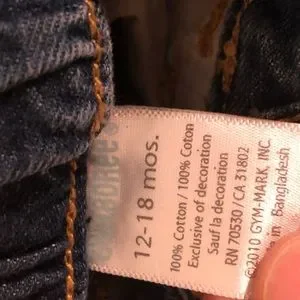 12-18 mos.
100% Cotton / 100% Coton
Exclusive of decoration
Sauf la decoration
RN 70530 / CA 31802
©2010 GYM-MARK, INC.
in Bangladesh